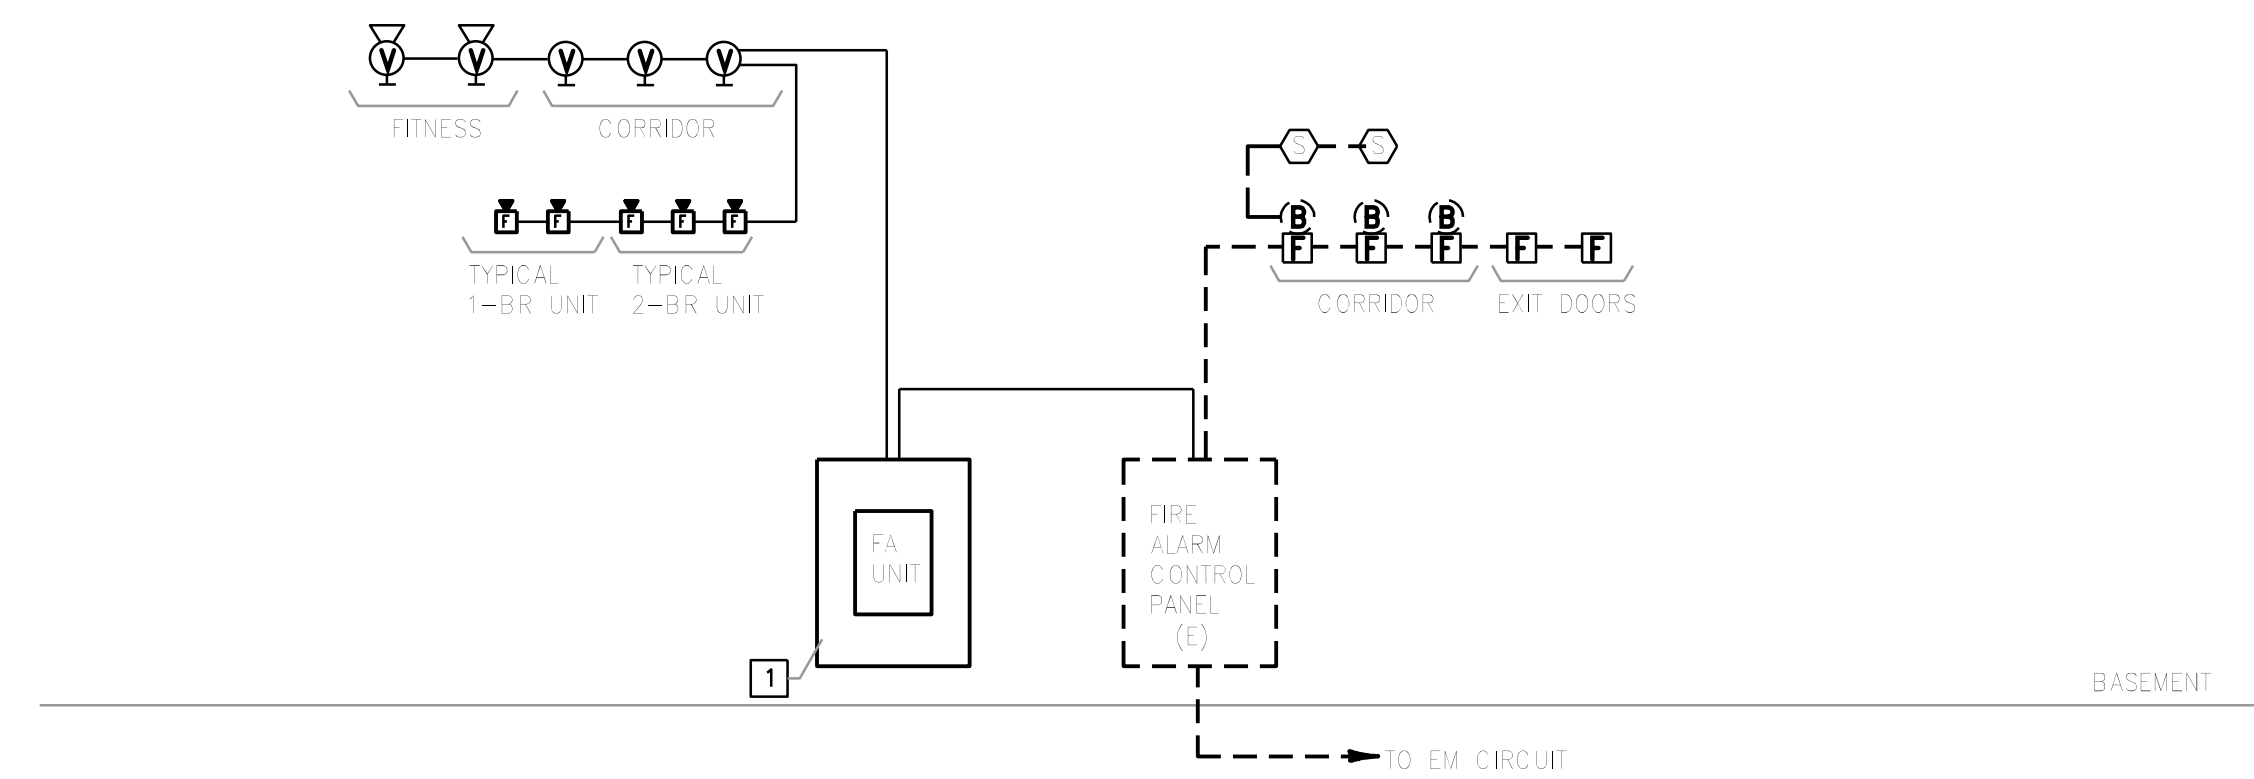 V V V V V
FITNESS
CORRIDOR
S S
F F F F F
B B B
F F F F F
TYPICAL
1-BR UNIT
TYPICAL
2-BR UNIT
CORRIDOR
EXIT DOORS
FA
UNIT
FIRE
ALARM
CONTROL
PANEL
(E)
1
BASEMENT
TO EM CIRCUIT